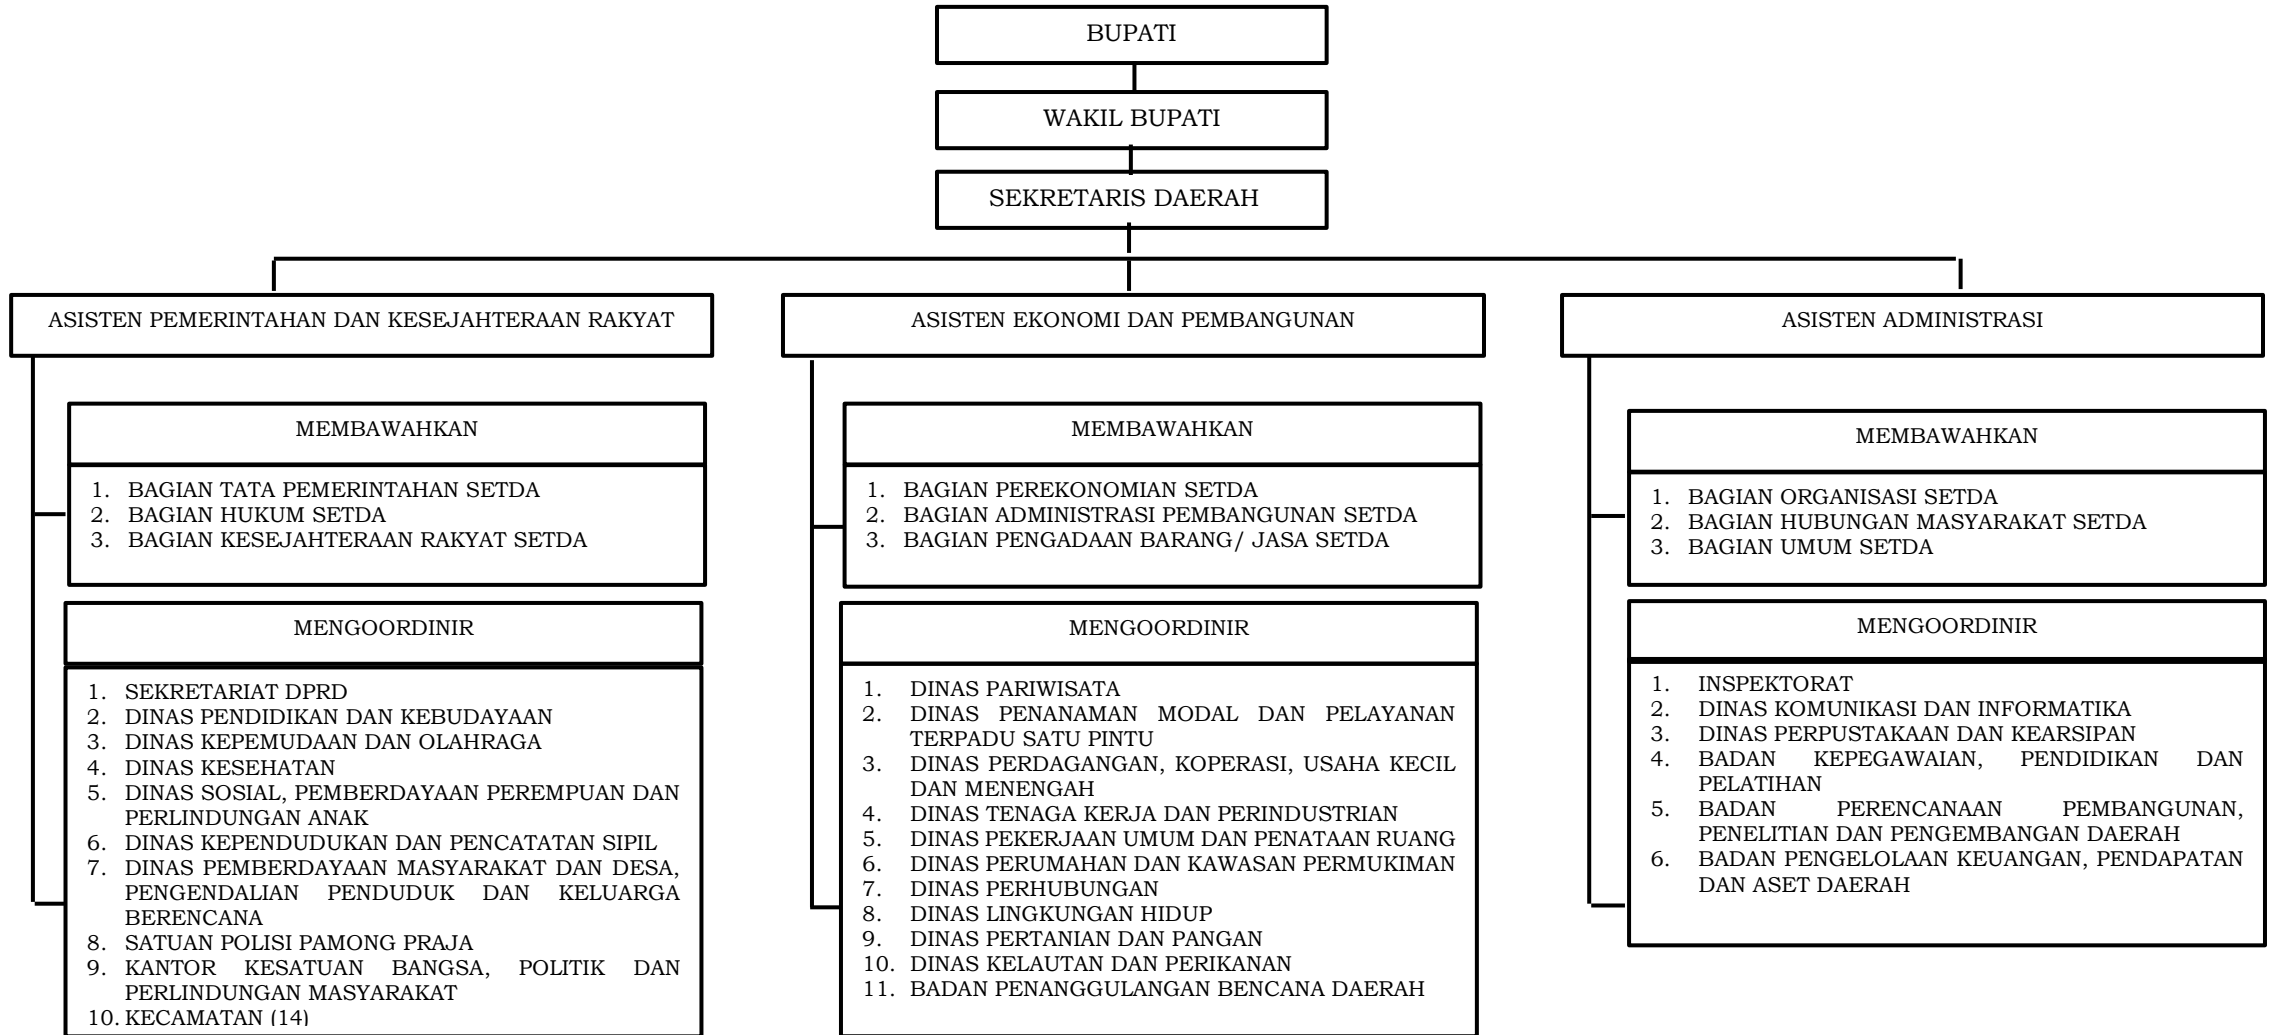 BUPATI
WAKIL BUPATI
SEKRETARIS DAERAH
ASISTEN PEMERINTAHAN DAN KESEJAHTERAAN RAKYAT
MEMBAWAHKAN
1. BAGIAN TATA PEMERINTAHAN SETDA
2. BAGIAN HUKUM SETDA
3. BAGIAN KESEJAHTERAAN RAKYAT SETDA
MENGOORDINIR
1. SEKRETARIAT DPRD
2. DINAS PENDIDIKAN DAN KEBUDAYAAN
3. DINAS KEPEMUDAAN DAN OLAHRAGA
4. DINAS KESEHATAN
5. DINAS SOSIAL, PEMBERDAYAAN PEREMPUAN DAN
PERLINDUNGAN ANAK
6. DINAS KEPENDUDUKAN DAN PENCATATAN SIPIL
7. DINAS PEMBERDAYAAN MASYARAKAT DAN DESA,
PENGENDALIAN PENDUDUK DAN KELUARGA
BERENCANA
8. SATUAN POLISI PAMONG PRAJA
9. KANTOR KESATUAN BANGSA, POLITIK DAN
PERLINDUNGAN MASYARAKAT
10. KECAMATAN (14)
ASISTEN EKONOMI DAN PEMBANGUNAN
MEMBAWAHKAN
1. BAGIAN PEREKONOMIAN SETDA
2. BAGIAN ADMINISTRASI PEMBANGUNAN SETDA
3. BAGIAN PENGADAAN BARANG/ JASA SETDA
MENGOORDINIR
1. DINAS PARIWISATA
2. DINAS PENANAMAN MODAL DAN PELAYANAN
TERPADU SATU PINTU
3. DINAS PERDAGANGAN, KOPERASI, USAHA KECIL
DAN MENENGAH
4. DINAS TENAGA KERJA DAN PERINDUSTRIAN
5. DINAS PEKERJAAN UMUM DAN PENATAAN RUANG
6. DINAS PERUMAHAN DAN KAWASAN PERMUKIMAN
7. DINAS PERHUBUNGAN
8. DINAS LINGKUNGAN HIDUP
9. DINAS PERTANIAN DAN PANGAN
10. DINAS KELAUTAN DAN PERIKANAN
11. BADAN PENANGGULANGAN BENCANA DAERAH
ASISTEN ADMINISTRASI
MEMBAWAHKAN
1. BAGIAN ORGANISASI SETDA
2. BAGIAN HUBUNGAN MASYARAKAT SETDA
3. BAGIAN UMUM SETDA
MENGOORDINIR
1. INSPEKTORAT
2. DINAS KOMUNIKASI DAN INFORMATIKA
3. DINAS PERPUSTAKAAN DAN KEARSIPAN
4. BADAN KEPEGAWAIAN, PENDIDIKAN DAN
PELATIHAN
5. BADAN PERENCANAAN PEMBANGUNAN,
PENELITIAN DAN PENGEMBANGAN DAERAH
6. BADAN PENGELOLAAN KEUANGAN, PENDAPATAN
DAN ASET DAERAH